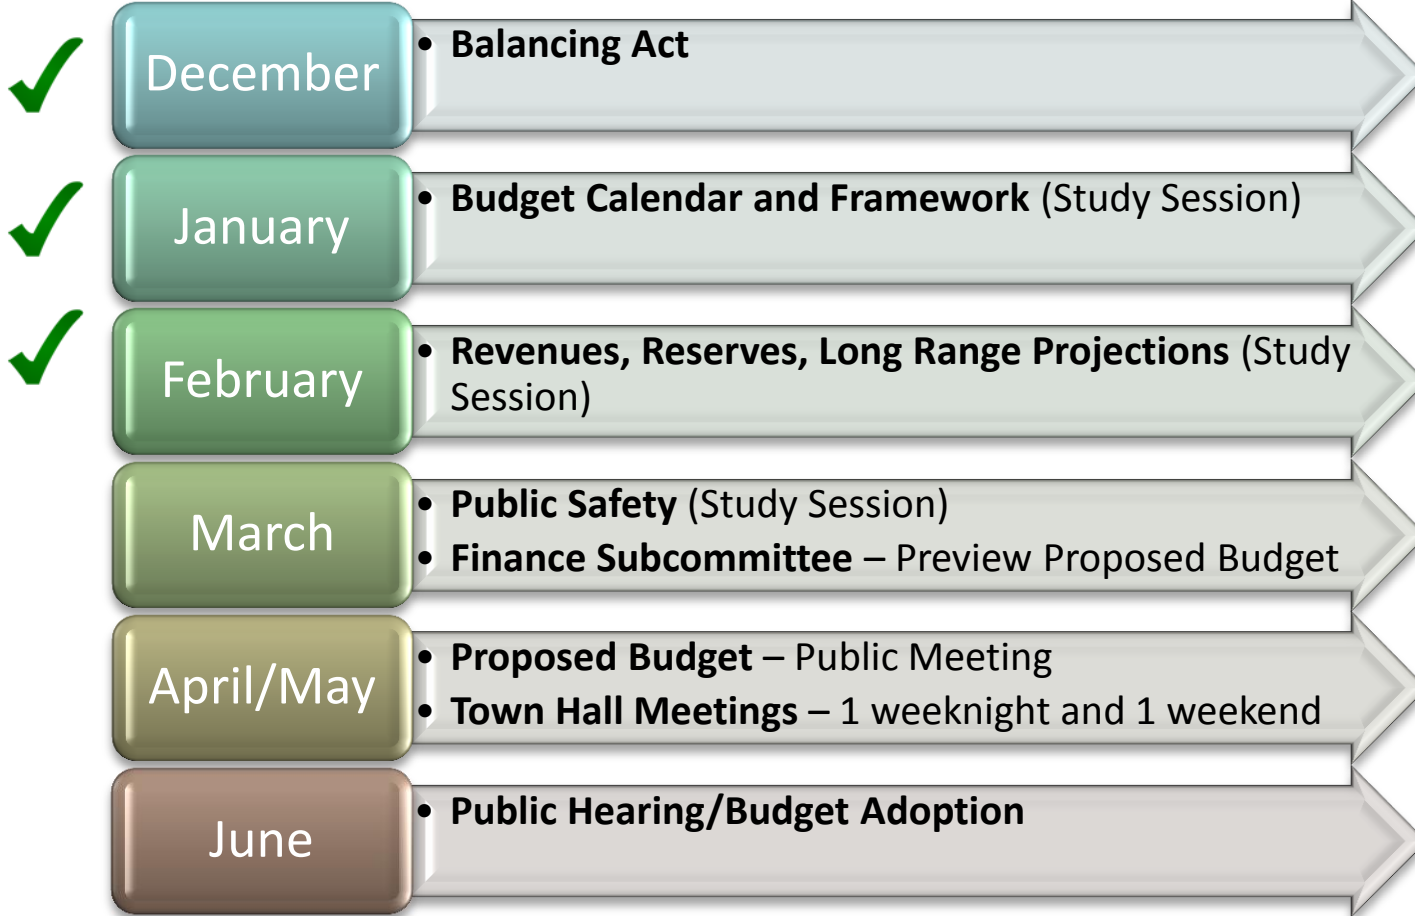 December
• Balancing Act
January
• Budget Calendar and Framework (Study Session)
February
• Revenues, Reserves, Long Range Projections (Study
Session)
March
• Public Safety (Study Session)
• Finance Subcommittee – Preview Proposed Budget
April/May
• Proposed Budget – Public Meeting
• Town Hall Meetings – 1 weeknight and 1 weekend
June
• Public Hearing/Budget Adoption